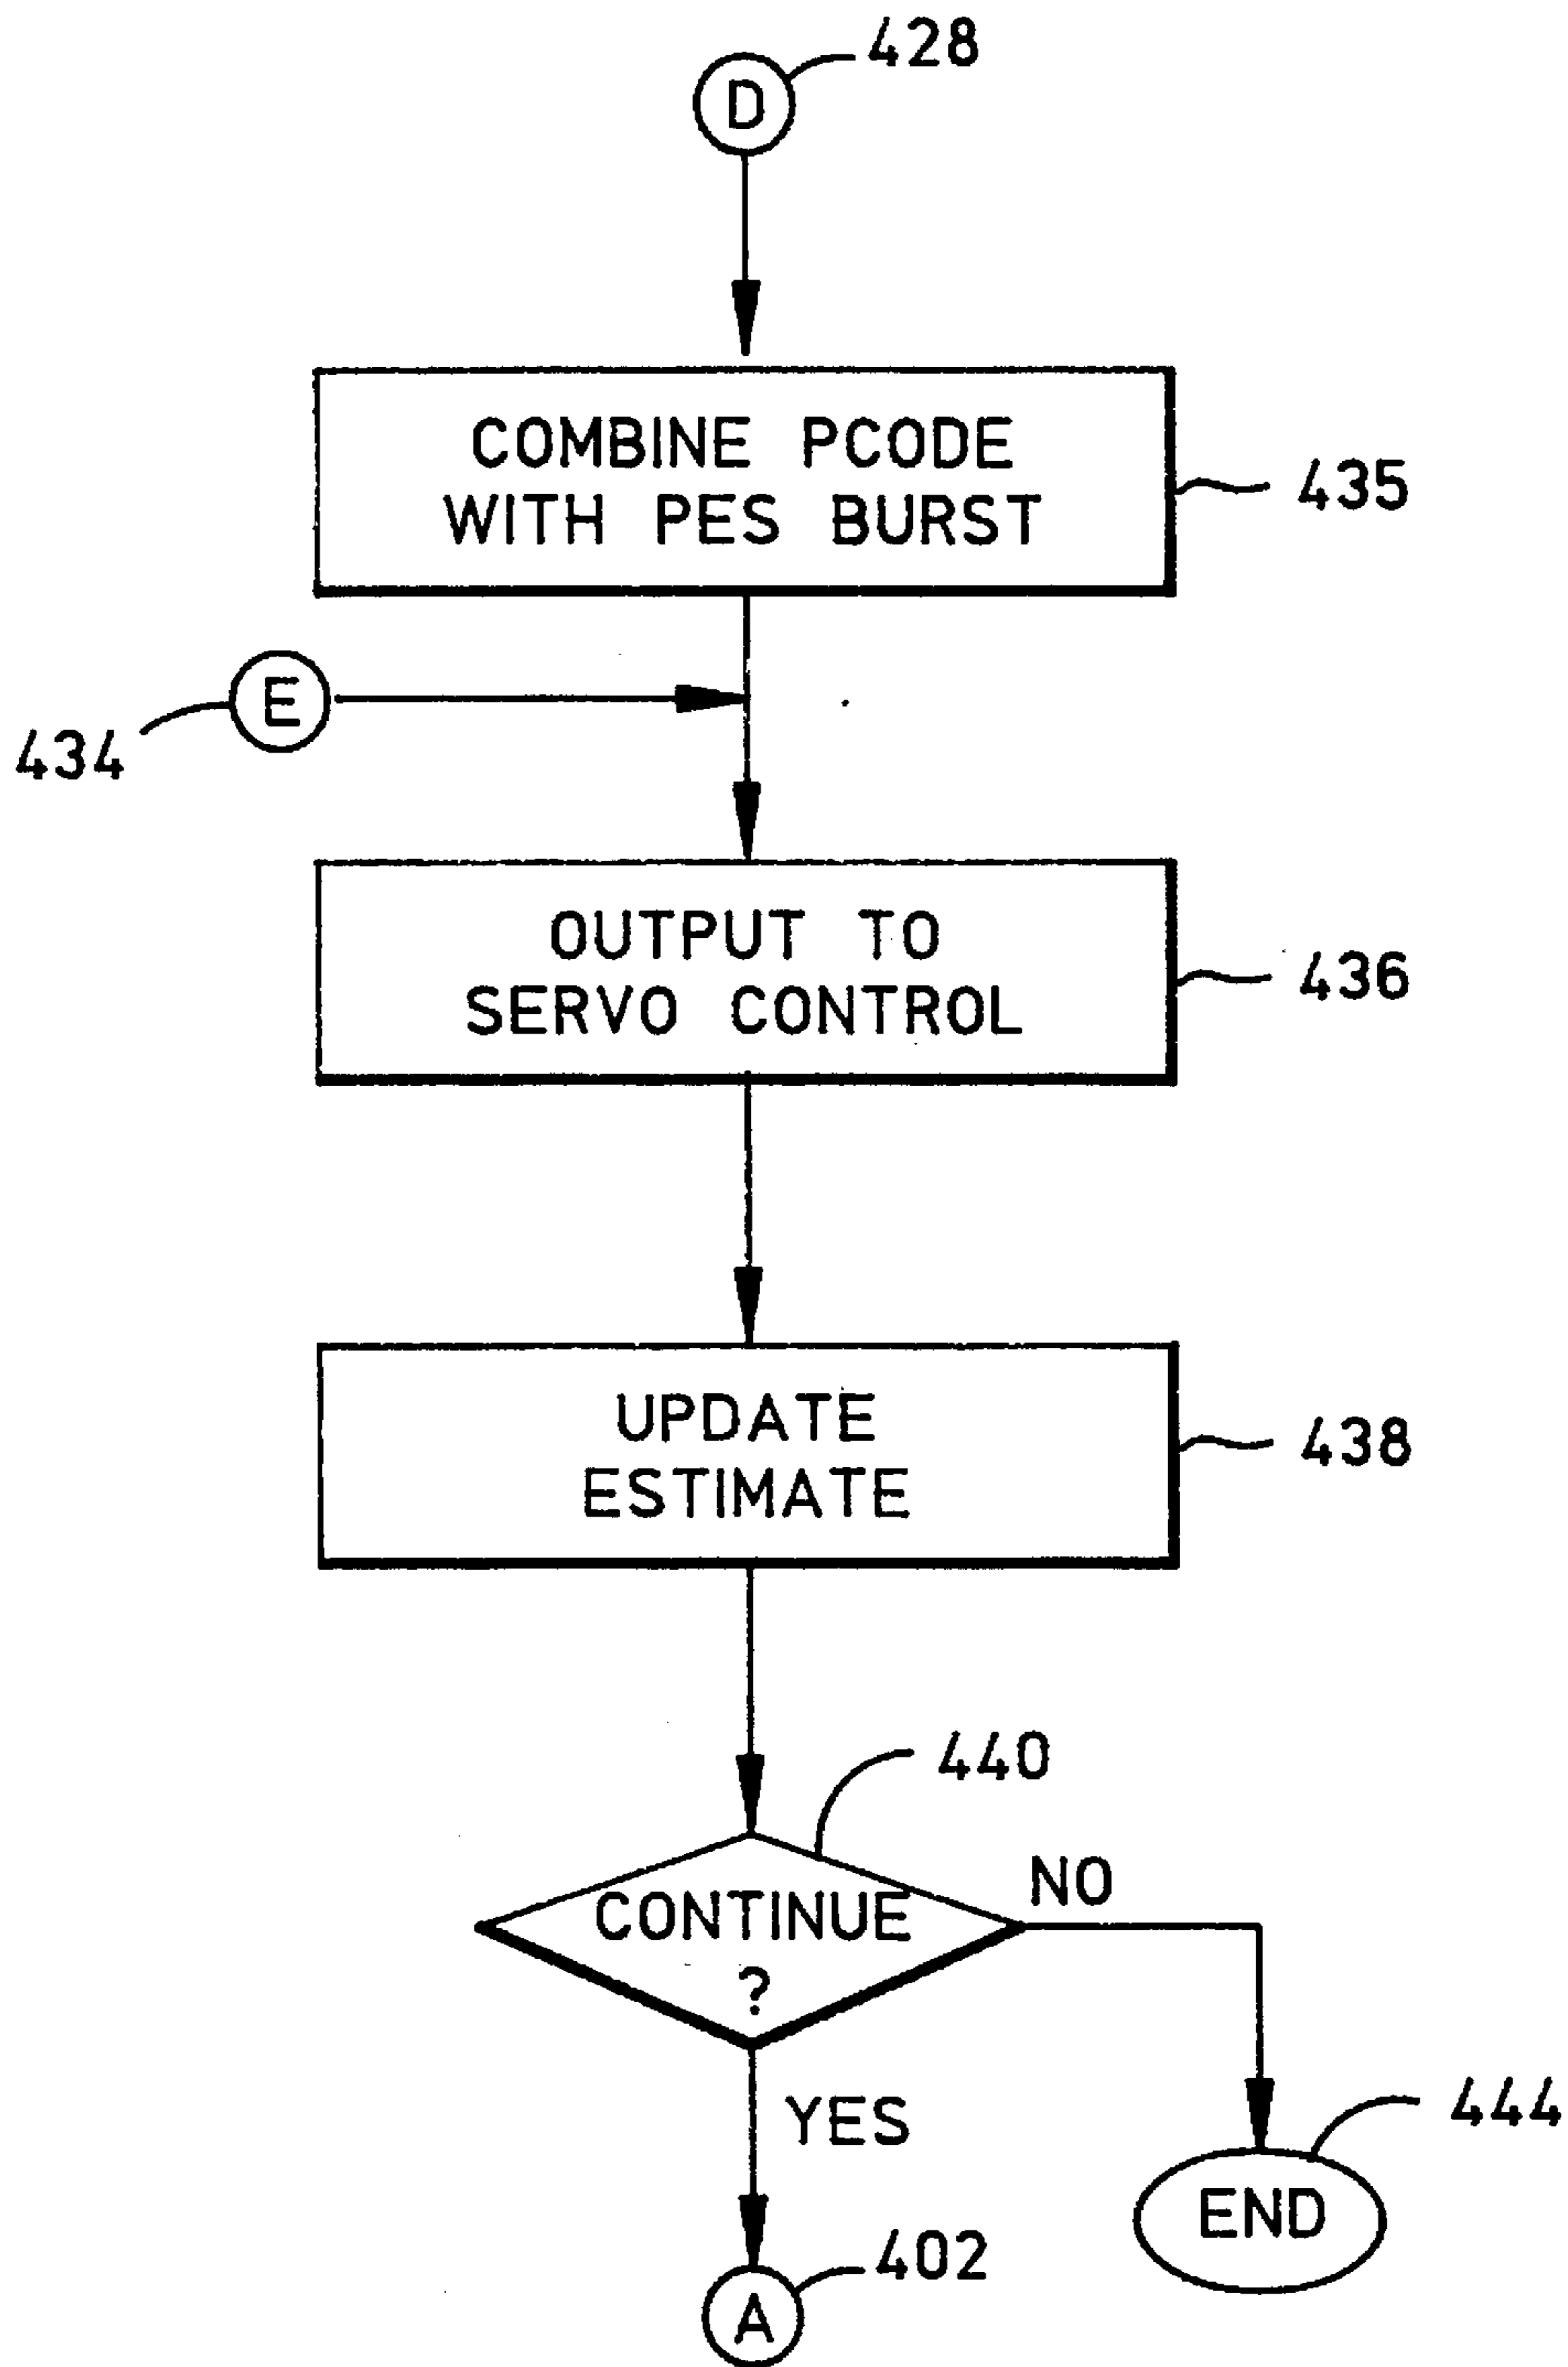 428
D
COMBINE PCODE
WITH PES BURST
435
E
434
OUTPUT TO
SERVO CONTROL
436
UPDATE
ESTIMATE
438
440
CONTINUE
?
NO
YES
444
END
402
A